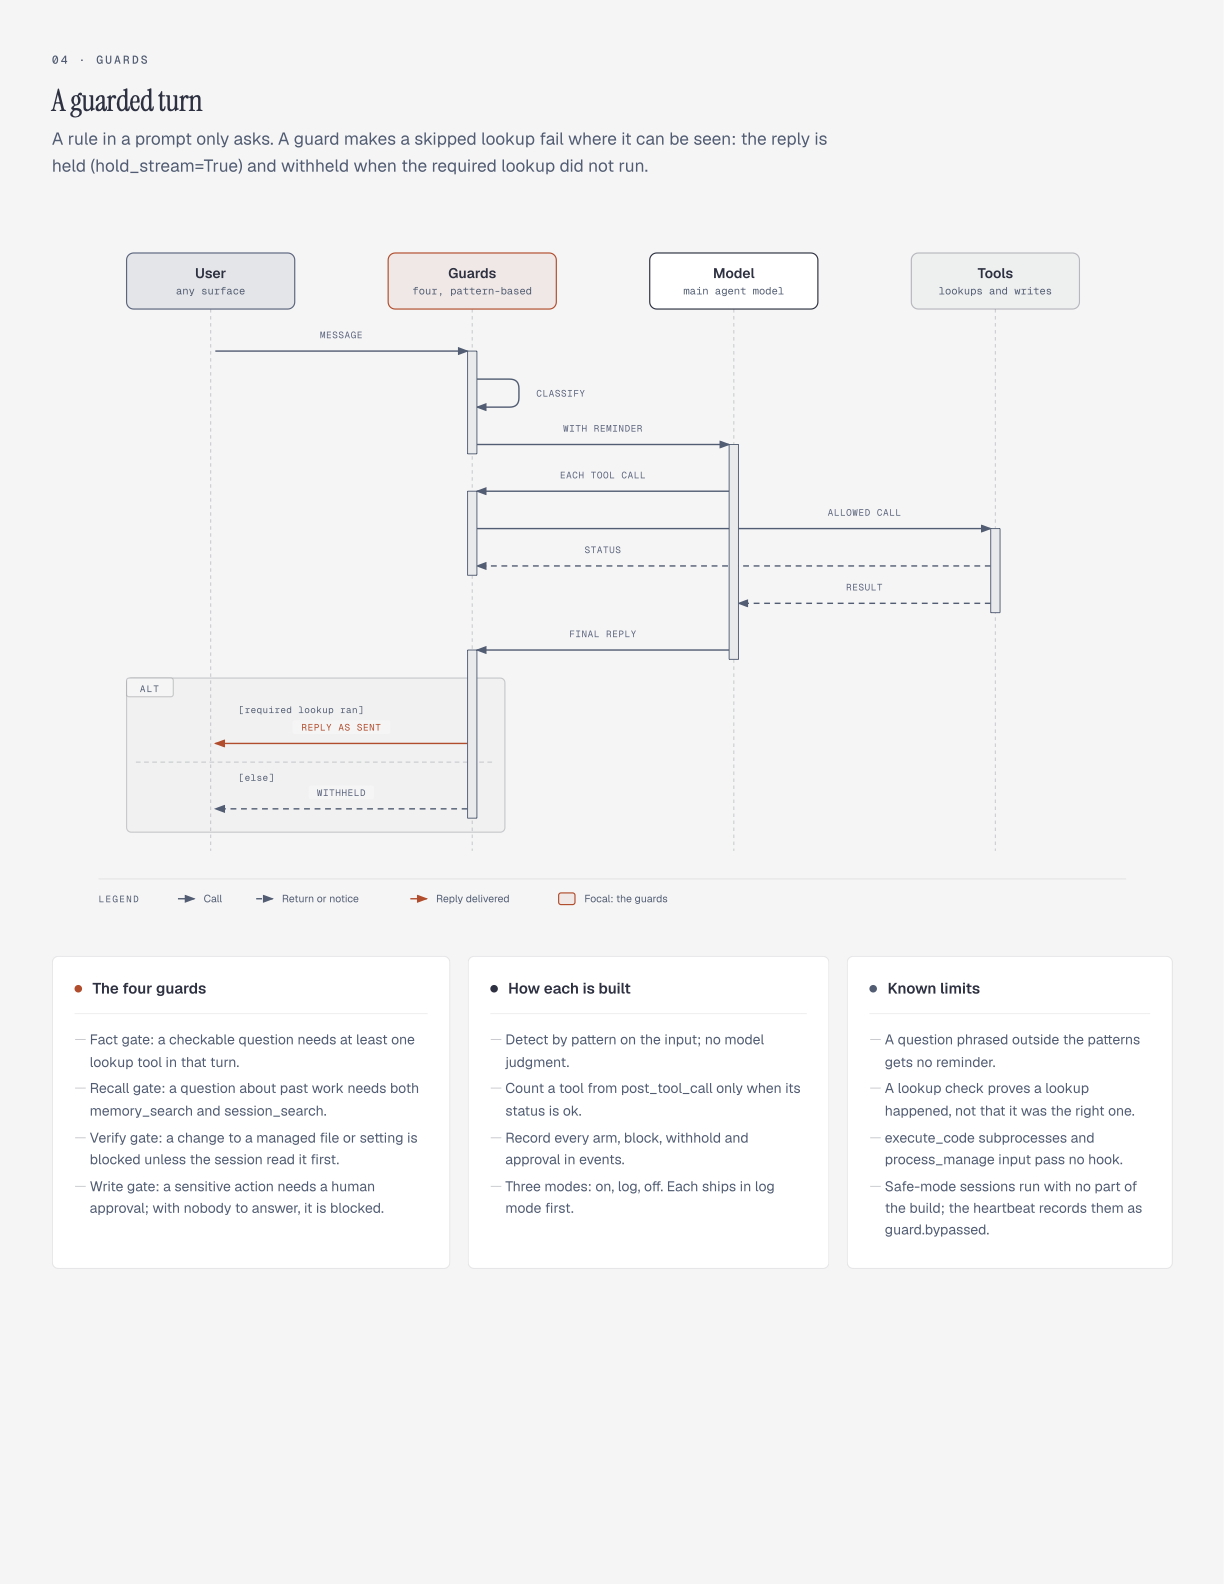 04 · GUARDS
A guarded turn
A rule in a prompt only asks. A guard makes a skipped lookup fail where it can be seen: the reply is
held (hold_stream=True) and withheld when the required lookup did not run.
User
any surface
Guards
four, pattern-based
Model
main agent model
Tools
lookups and writes
MESSAGE
CLASSIFY
WITH REMINDER
EACH TOOL CALL
ALLOWED CALL
STATUS
RESULT
FINAL REPLY
ALT
[required lookup ran]
REPLY AS SENT
[else]
WITHHELD
LEGEND
Call
Return or notice
Reply delivered
Focal: the guards
The four guards
— Fact gate: a checkable question needs at least one
lookup tool in that turn.
— Recall gate: a question about past work needs both
memory_search and session_search.
— Verify gate: a change to a managed file or setting is
blocked unless the session read it first.
— Write gate: a sensitive action needs a human
approval; with nobody to answer, it is blocked.
How each is built
— Detect by pattern on the input; no model
judgment.
— Count a tool from post_tool_call only when its
status is ok.
— Record every arm, block, withhold and
approval in events.
— Three modes: on, log, off. Each ships in log
mode first.
Known limits
— A question phrased outside the patterns
gets no reminder.
— A lookup check proves a lookup
happened, not that it was the right one.
— execute_code subprocesses and
process_manage input pass no hook.
— Safe-mode sessions run with no part of
the build; the heartbeat records them as
guard.bypassed.